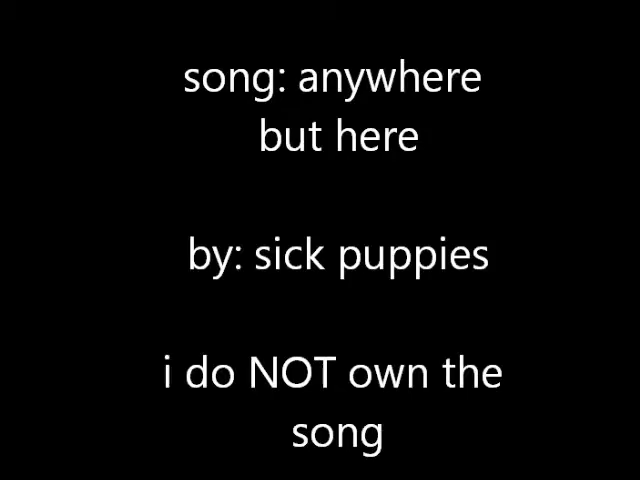 song: anywhere
but here
by: sick puppies
i do NOT own the
song